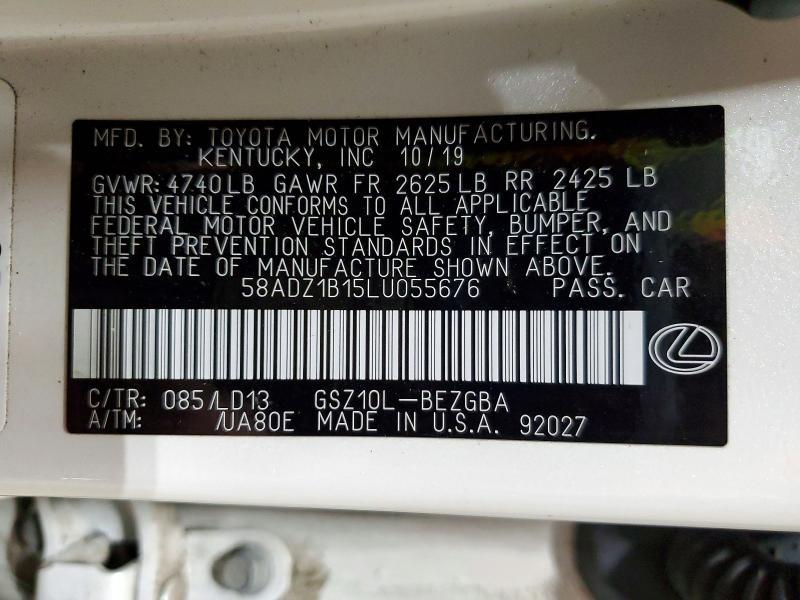 MFD. BY: TOYOTA MOTOR MANUFACTURING.
KENTUCKY, INC 10/19
GVWR: 4740LB GAWR FR 2625 LB RR 2425 LB
THIS VEHICLE CONFORMS TO ALL APPLICABLE
FEDERAL MOTOR VEHICLE SAFETY, BUMPER, AND
THEFT PREVENTION STANDARDS IN EFFECT ON
THE DATE OF MANUFACTURE SHOWN ABOVE.
58ADZ1B15LU055676 PASS. CAR
C/TR: 085/LD13 GSZ10L-BEZGBA
A/TM: /UA80E MADE IN U.S.A. 92027